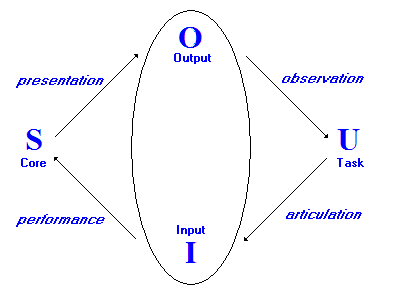 O
Output
presentation
observation
S
Core
U
Task
performance
articulation
Input
I